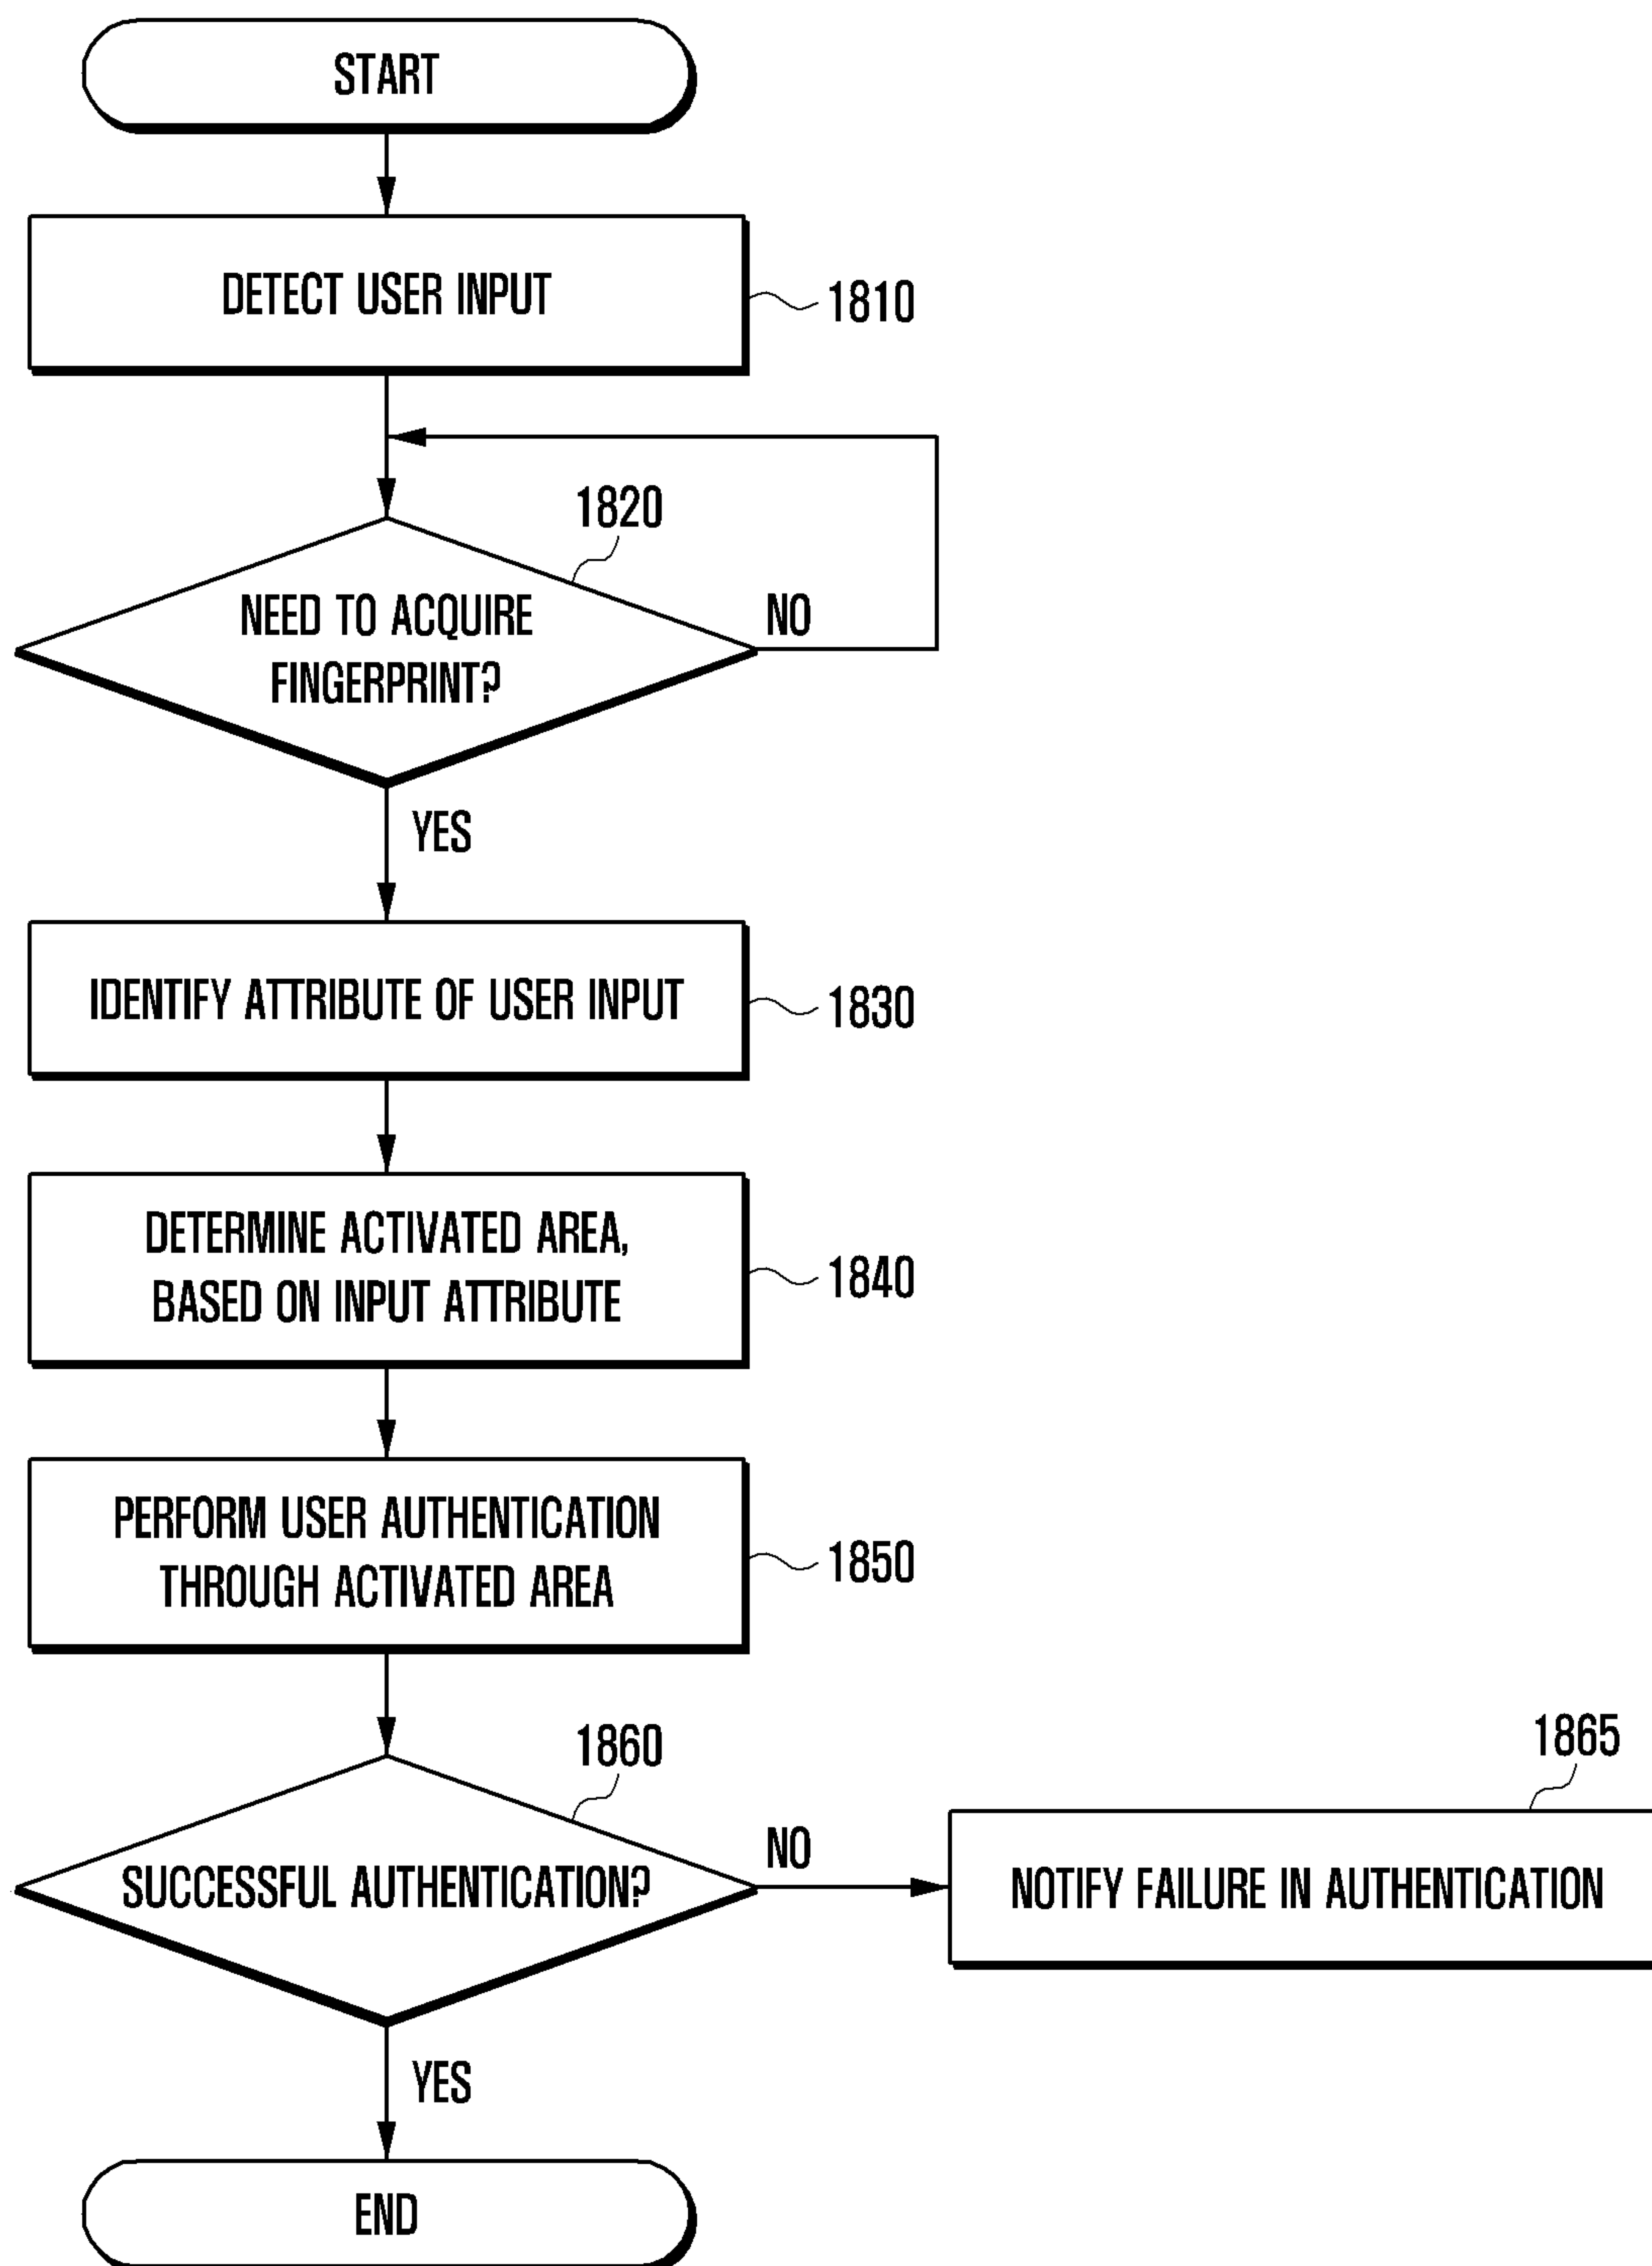 START
DETECT USER INPUT
1810
1820
NEED TO ACQUIRE
FINGERPRINT?
NO
YES
IDENTIFY ATTRIBUTE OF USER INPUT
1830
DETERMINE ACTIVATED AREA,
BASED ON INPUT ATTRIBUTE
1840
PERFORM USER AUTHENTICATION
THROUGH ACTIVATED AREA
1850
1860
SUCCESSFUL AUTHENTICATION?
NO
1865
NOTIFY FAILURE IN AUTHENTICATION
YES
END